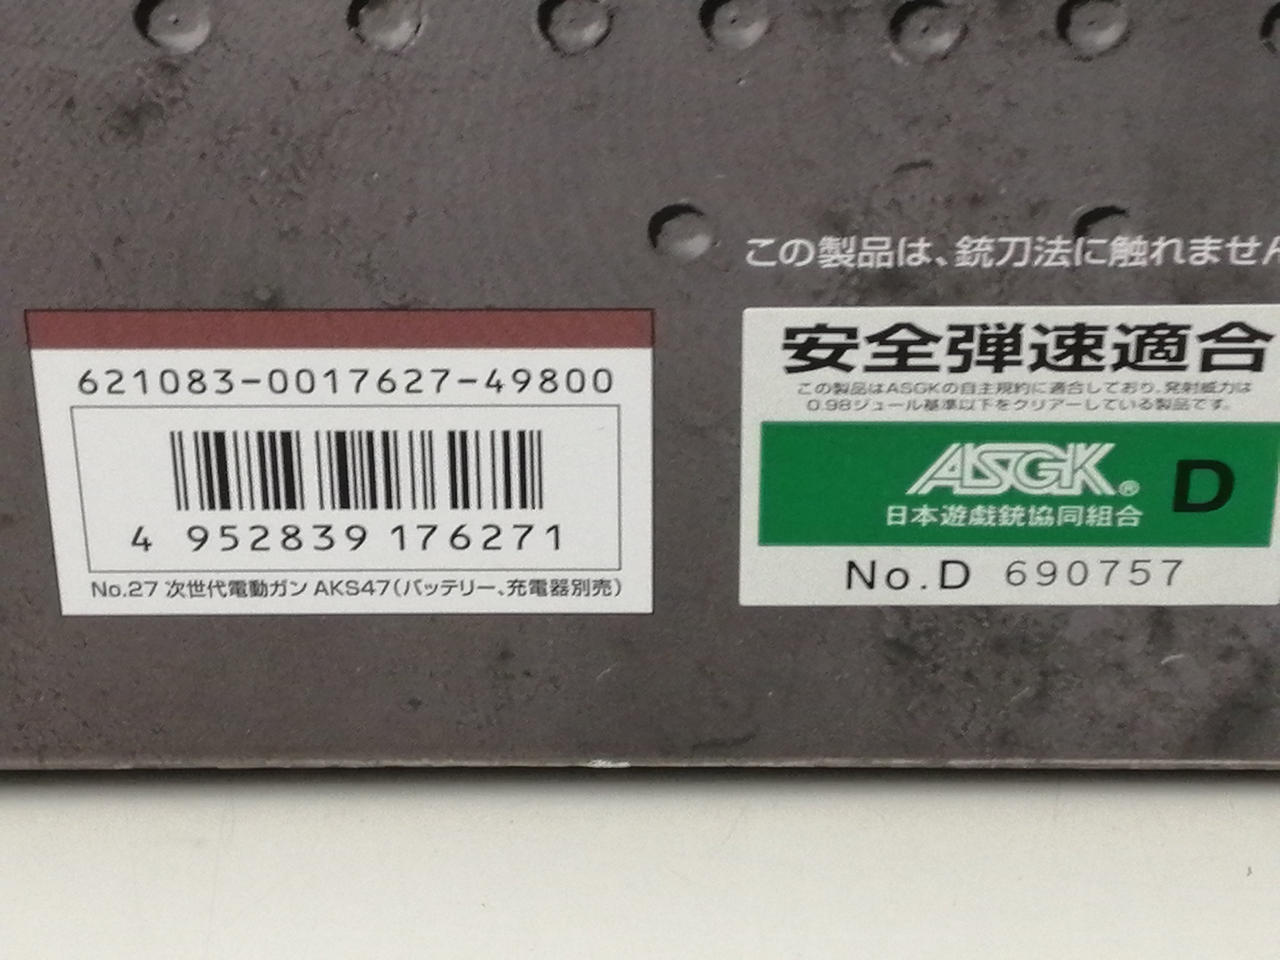 この製品は、銃刀法に触れません
621083-0017627-49800
4 952839 176271
No.27 次世代電動ガン AKS47(バッテリー、充電器別売)
安全弾速適合
この製品はASGKの自主規約に適合しており、発射威力は
0.98ジュール基準以下をクリアーしている製品です。
ASGK® D
日本遊戯銃協同組合
No.D 690757